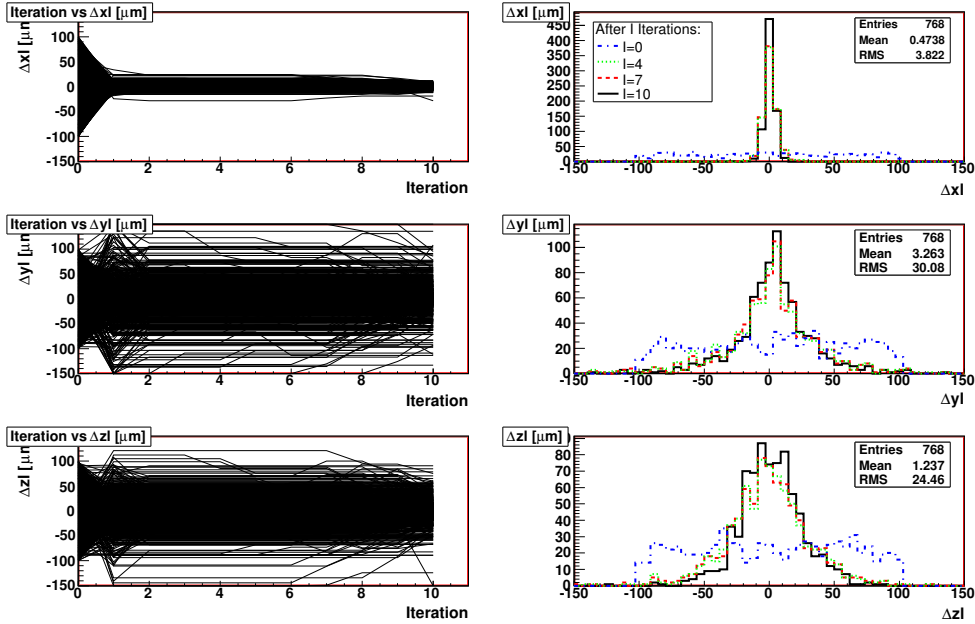 Iteration vs Δxl [μm]
Δxl [μm]
100
50
0
-50
-100
-150
0 2 4 6 8 10
Iteration
Δxl [μm]
450
400
350
300
250
200
150
100
50
0
After I Iterations:
I=0
I=4
I=7
I=10
Entries 768
Mean 0.4738
RMS 3.822
-150 -100 -50 0 50 100 150
Δxl
Iteration vs Δyl [μm]
Δyl [μm]
100
50
0
-50
-100
-150
0 2 4 6 8 10
Iteration
Δyl [μm]
100
80
60
40
20
0
Entries 768
Mean 3.263
RMS 30.08
-150 -100 -50 0 50 100 150
Δyl
Iteration vs Δzl [μm]
Δzl [μm]
100
50
0
-50
-100
-150
0 2 4 6 8 10
Iteration
Δzl [μm]
80
70
60
50
40
30
20
10
0
Entries 768
Mean 1.237
RMS 24.46
-150 -100 -50 0 50 100 150
Δzl